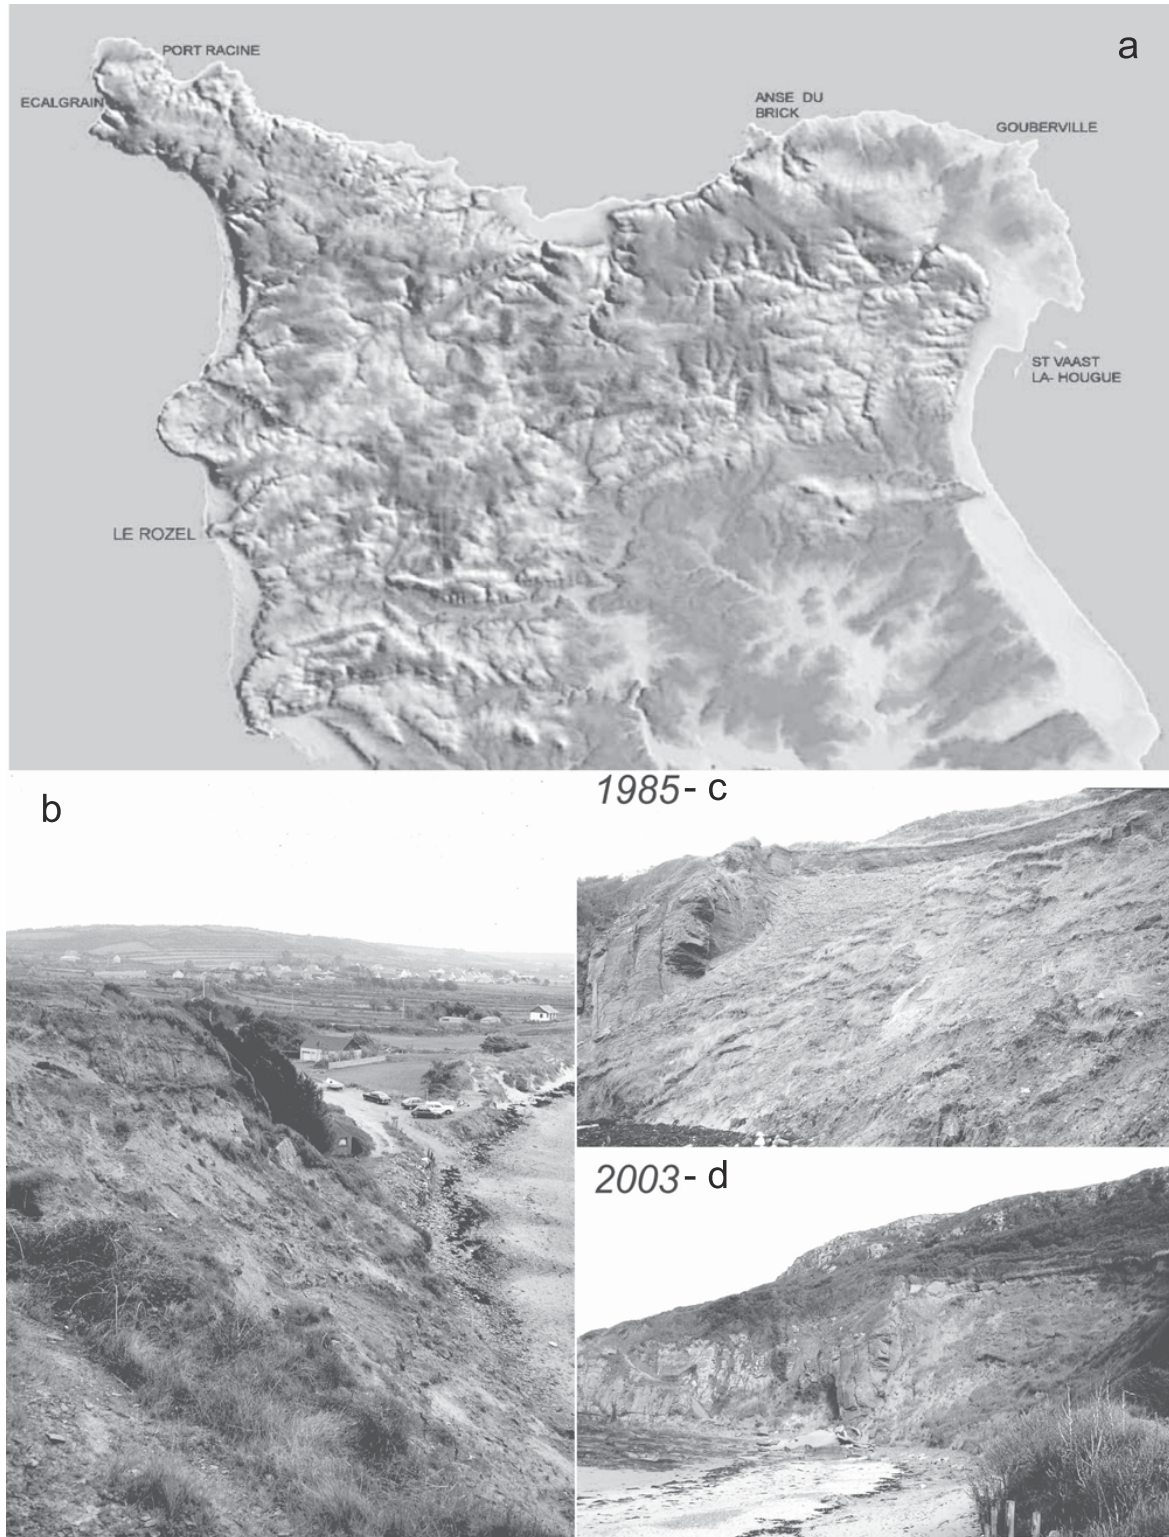 a
PORT RACINE
ECALGRAIN
ANSE DU
BRICK
GOUBERVILLE
ST VAAST
LA- HOUGUE
LE ROZEL
b
1985- c
2003- d